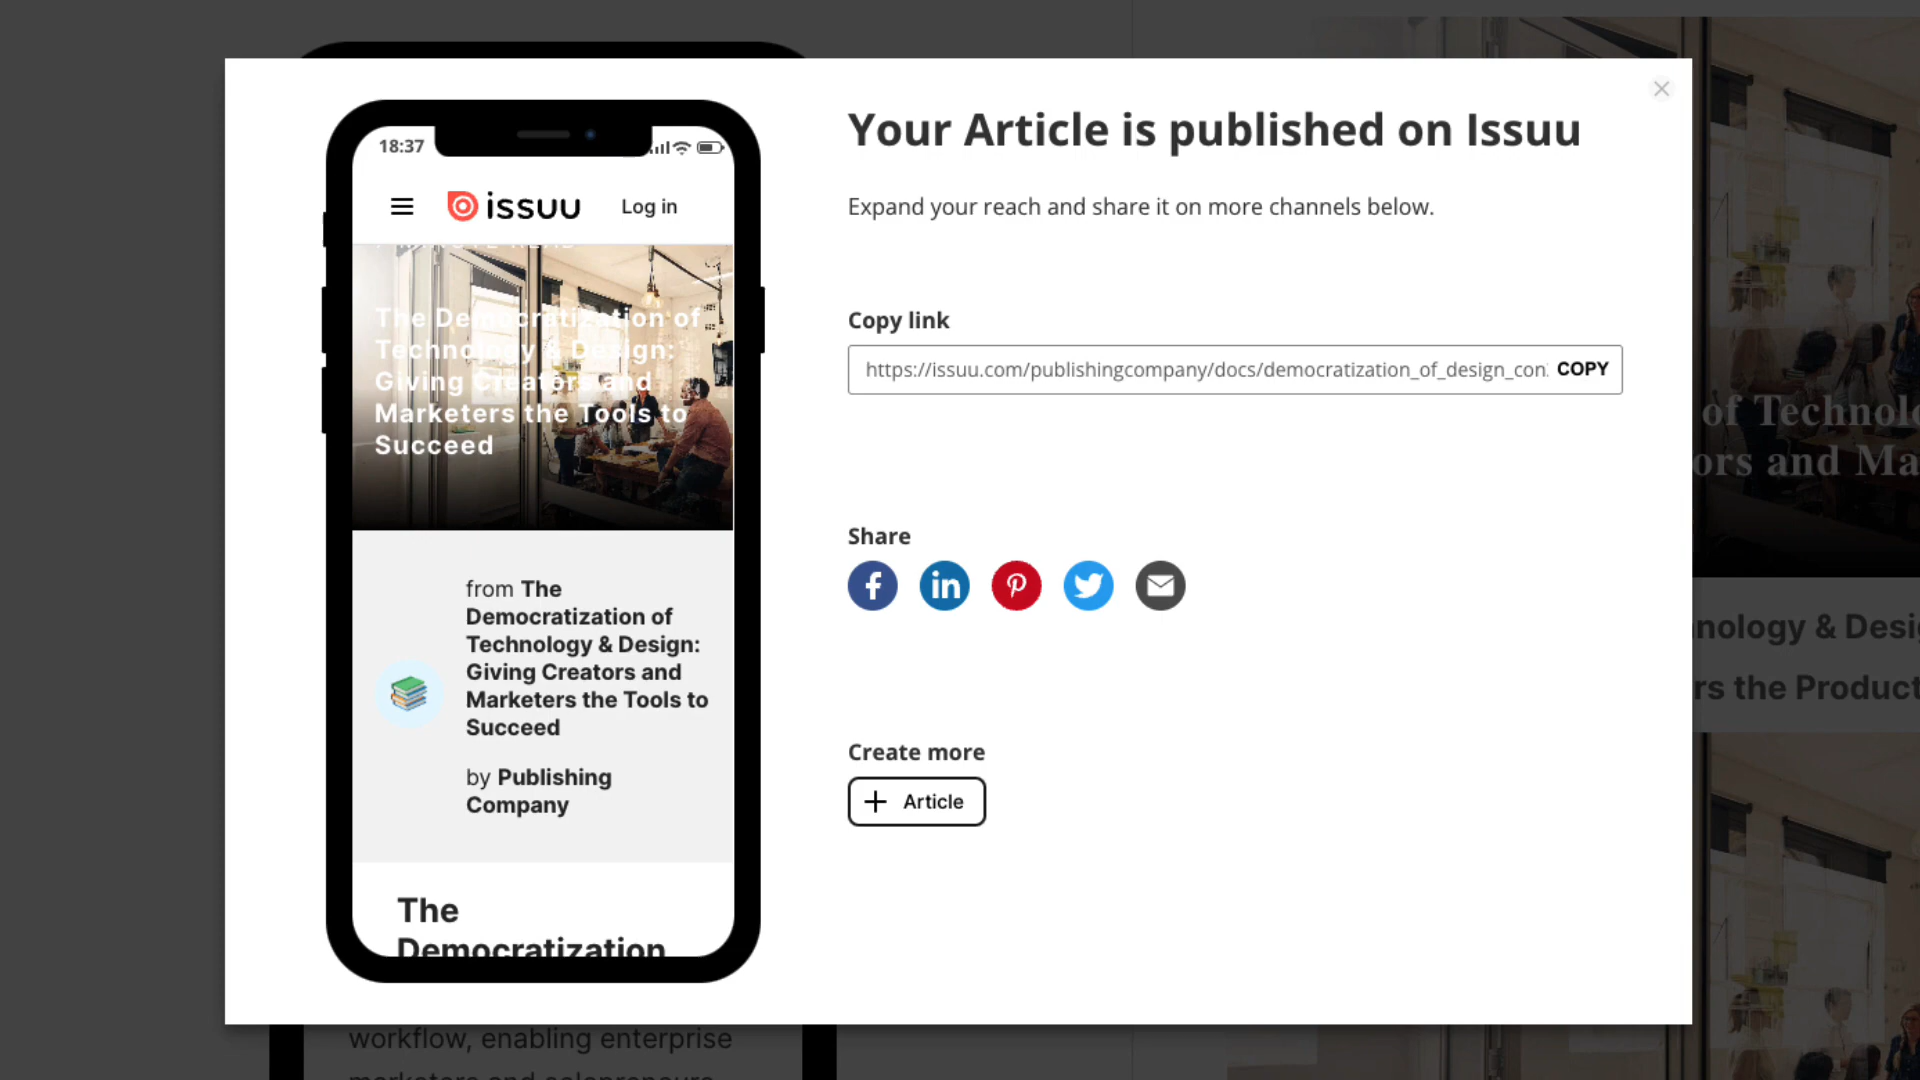 18:37
issuu
Log in
The Democratization of
Technology & Design:
Giving Creators and
Marketers the Tools to
Succeed
from The
Democratization of
Technology & Design:
Giving Creators and
Marketers the Tools to
Succeed
by Publishing
Company
The
Democratization
Your Article is published on Issuu
Expand your reach and share it on more channels below.
Copy link
https://issuu.com/publishingcompany/docs/democratization_of_design_con
COPY
Share
Create more
+ Article
of Technol
ors and Ma
nology & Desi
rs the Product
workflow, enabling enterprise